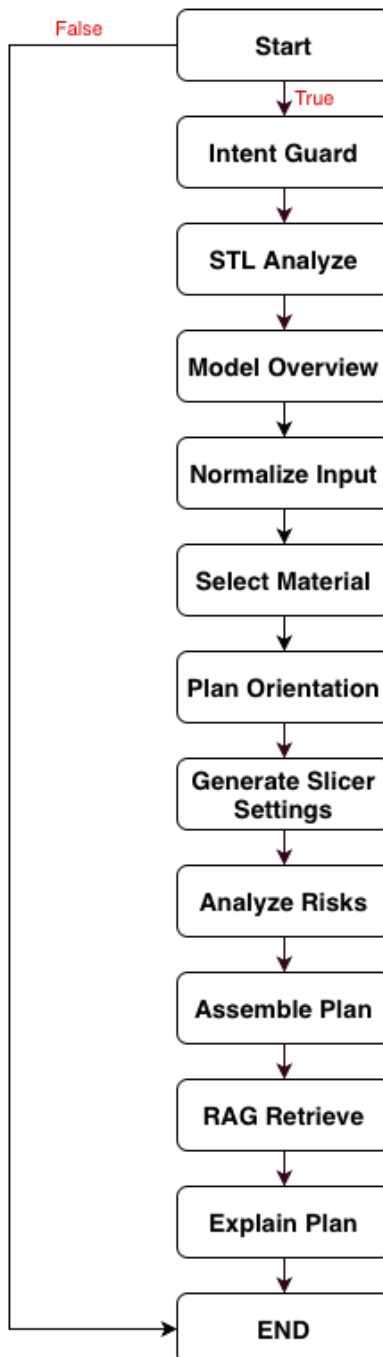 False
Start
True
Intent Guard
STL Analyze
Model Overview
Normalize Input
Select Material
Plan Orientation
Generate Slicer
Settings
Analyze Risks
Assemble Plan
RAG Retrieve
Explain Plan
END